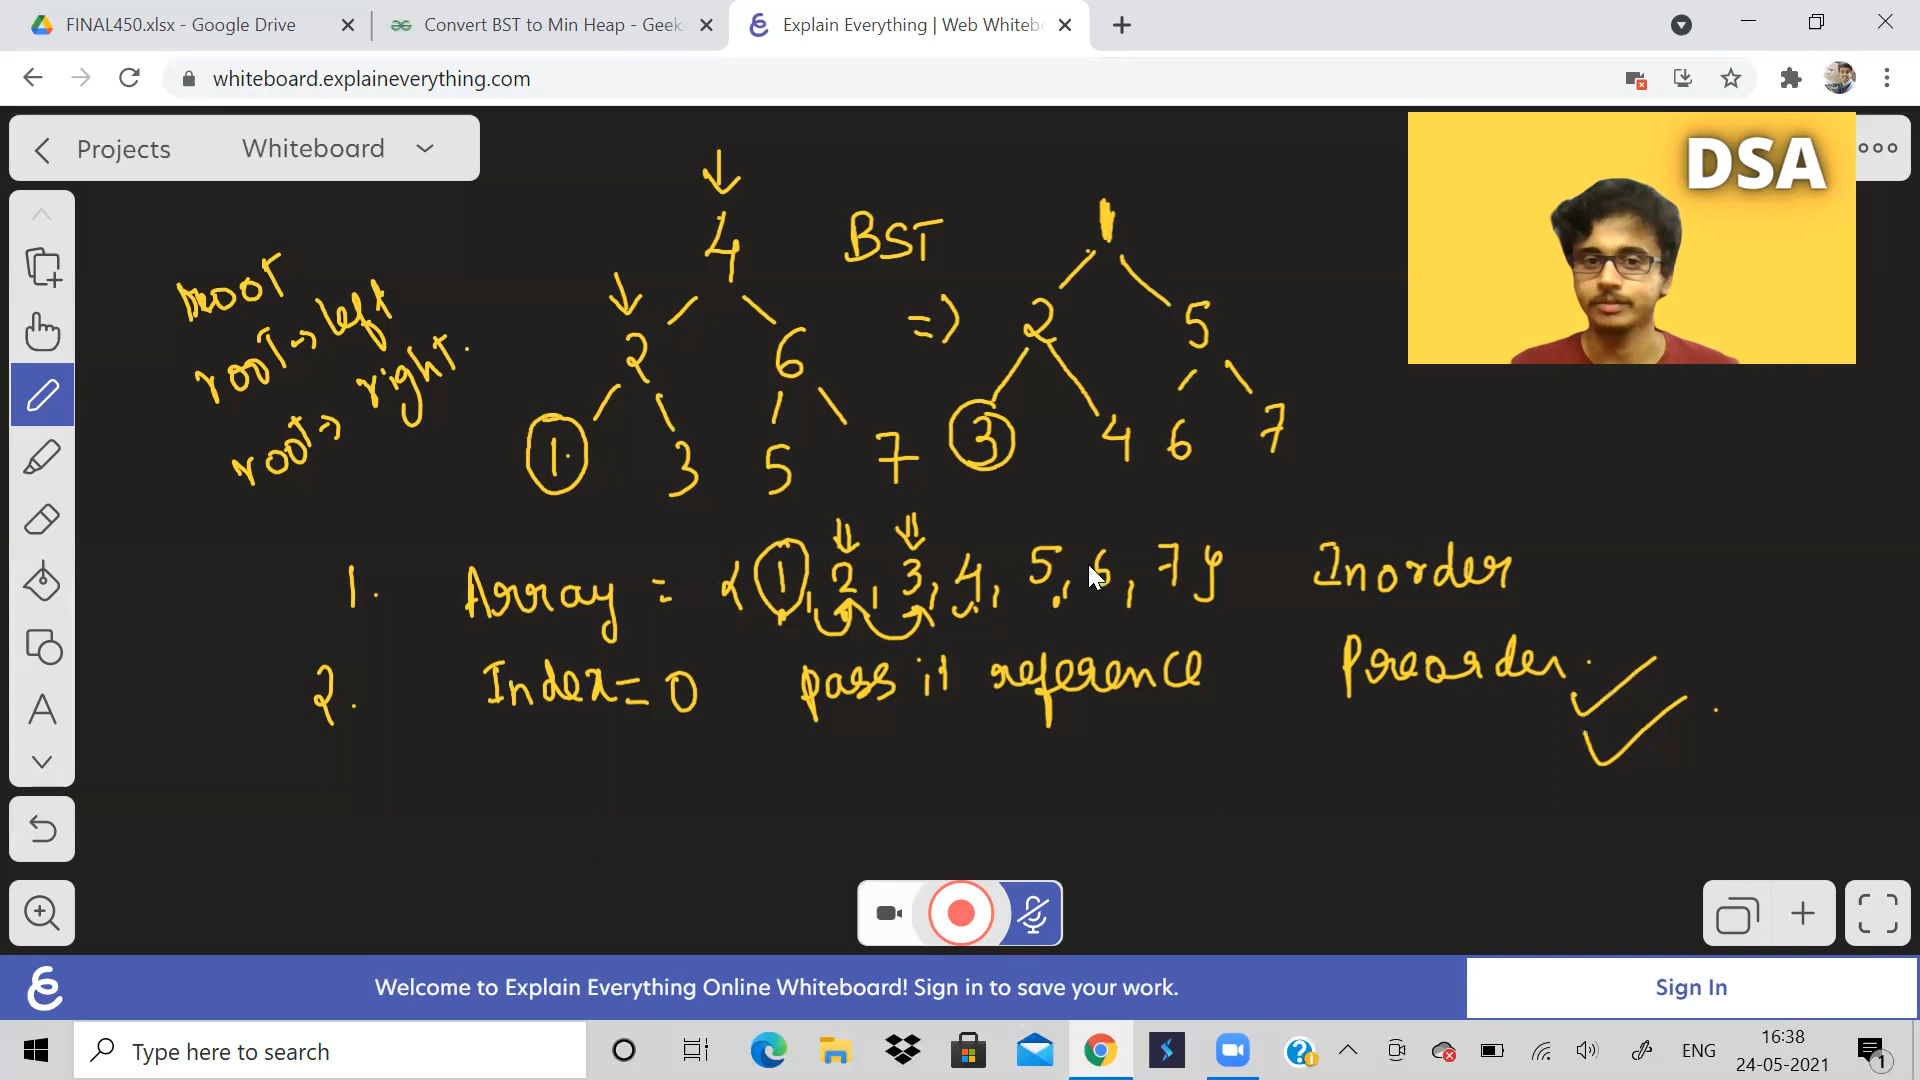 FINAL450.xlsx - Google Drive
Convert BST to Min Heap - Geeks
Explain Everything | Web Whitebo
whiteboard.explaineverything.com
Projects
Whiteboard
DSA
root
root -> left
root -> right.
4
2 6
1 3 5 7
BST
=>
1
2 5
3 4 6 7
1. Array = { 1, 2, 3, 4, 5, 6, 7 } Inorder
2. Index = 0 pass it reference Preorder.
A
Welcome to Explain Everything Online Whiteboard! Sign in to save your work.
Sign In
Type here to search
ENG
16:38
24-05-2021
1